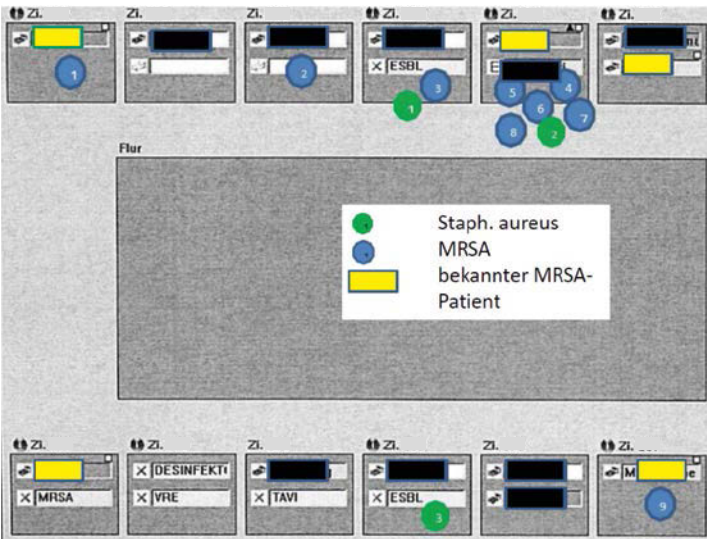 Zi. Zi. Zi. Zi. Zi. Zi.
ESBL
1 2 3 5 4
1 6 7
8 2
Flur
Staph. aureus
MRSA
bekannter MRSA-
Patient
Zi. Zi. Zi. Zi. Zi. Zi.
DESINFEKT
MRSA VRE TAVI ESBL
3 9